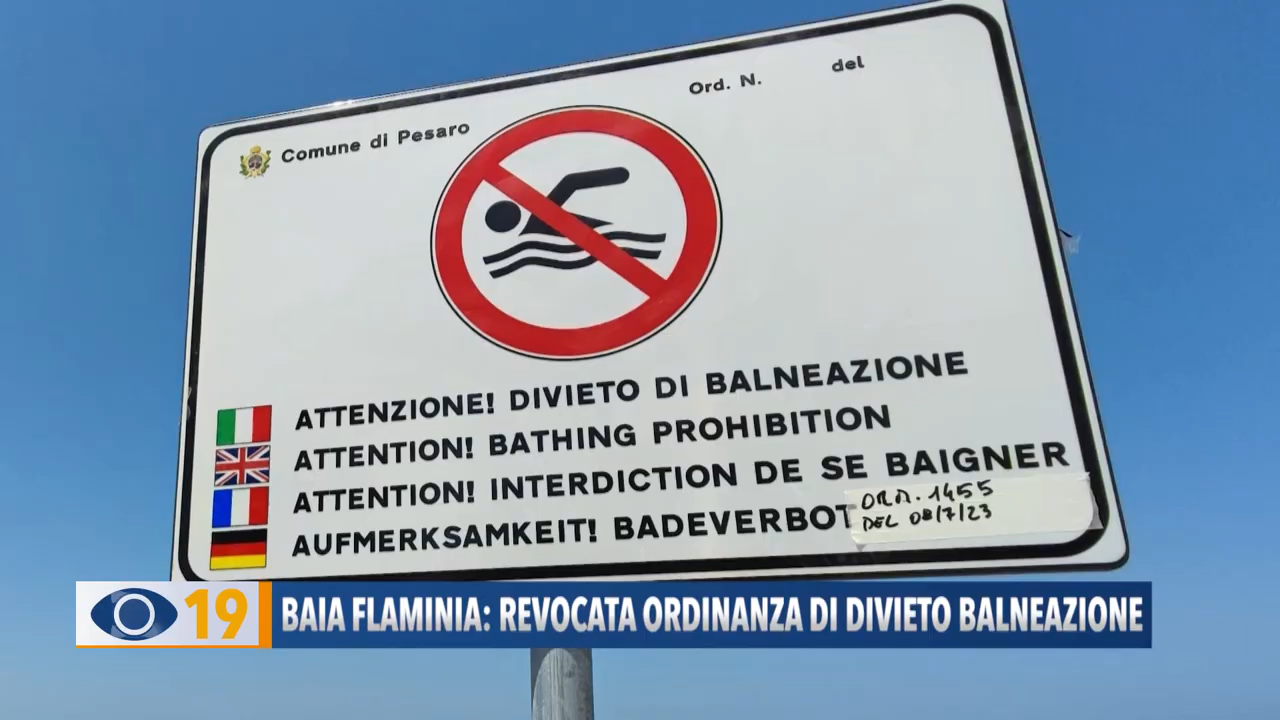 Ord. N. del
Comune di Pesaro
ATTENZIONE! DIVIETO DI BALNEAZIONE
ATTENTION! BATHING PROHIBITION
ATTENTION! INTERDICTION DE SE BAIGNER
AUFMERKSAMKEIT! BADEVERBOT
ORD. 1455
DEL 08/7/23
19 BAIA FLAMINIA: REVOCATA ORDINANZA DI DIVIETO BALNEAZIONE